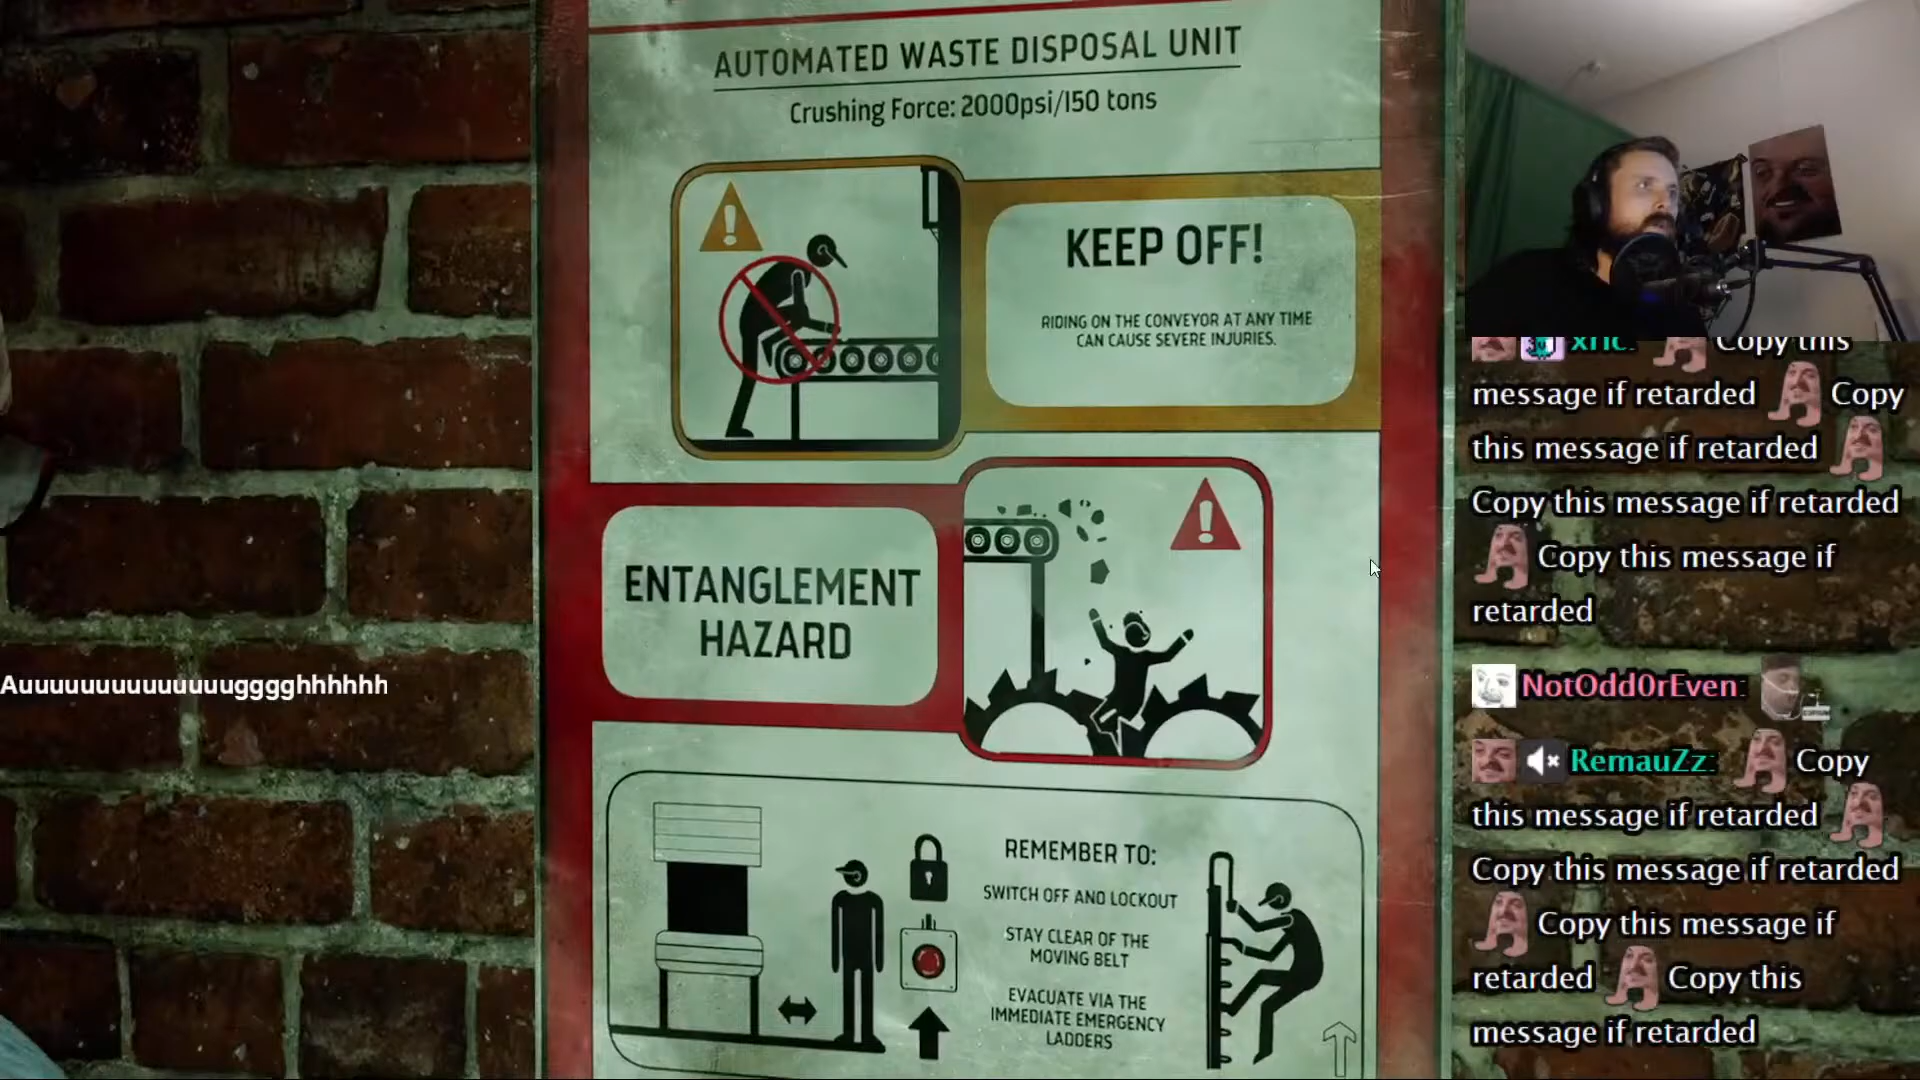 AUTOMATED WASTE DISPOSAL UNIT
Crushing Force: 2000psi/150 tons
KEEP OFF!
RIDING ON THE CONVEYOR AT ANY TIME
CAN CAUSE SEVERE INJURIES.
ENTANGLEMENT
HAZARD
REMEMBER TO:
SWITCH OFF AND LOCKOUT
STAY CLEAR OF THE
MOVING BELT
EVACUATE VIA THE
IMMEDIATE EMERGENCY
LADDERS
Auuuuuuuuuuuuuugggghhhhhh
Copy this
message if retarded Copy
this message if retarded
Copy this message if retarded
Copy this message if
retarded
NotOdd0rEven:
RemauZz: Copy
this message if retarded
Copy this message if retarded
Copy this message if
retarded Copy this
message if retarded